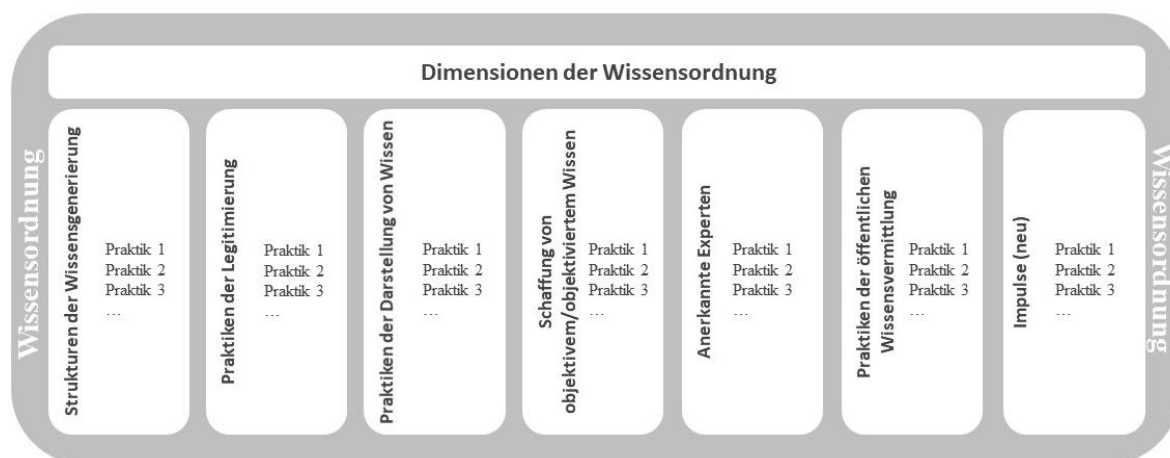 Dimensionen der Wissensordnung
Wissensordnung
Strukturen der Wissensgenerierung
Praktik 1
Praktik 2
Praktik 3
…
Praktiken der Legitimierung
Praktik 1
Praktik 2
Praktik 3
…
Praktiken der Darstellung von Wissen
Praktik 1
Praktik 2
Praktik 3
…
Schaffung von
objektivem/objektiviertem Wissen
Praktik 1
Praktik 2
Praktik 3
…
Anerkannte Experten
Praktik 1
Praktik 2
Praktik 3
…
Praktiken der öffentlichen
Wissensvermittlung
Praktik 1
Praktik 2
Praktik 3
…
Impulse (neu)
Praktik 1
Praktik 2
Praktik 3
…
Wissensordnung